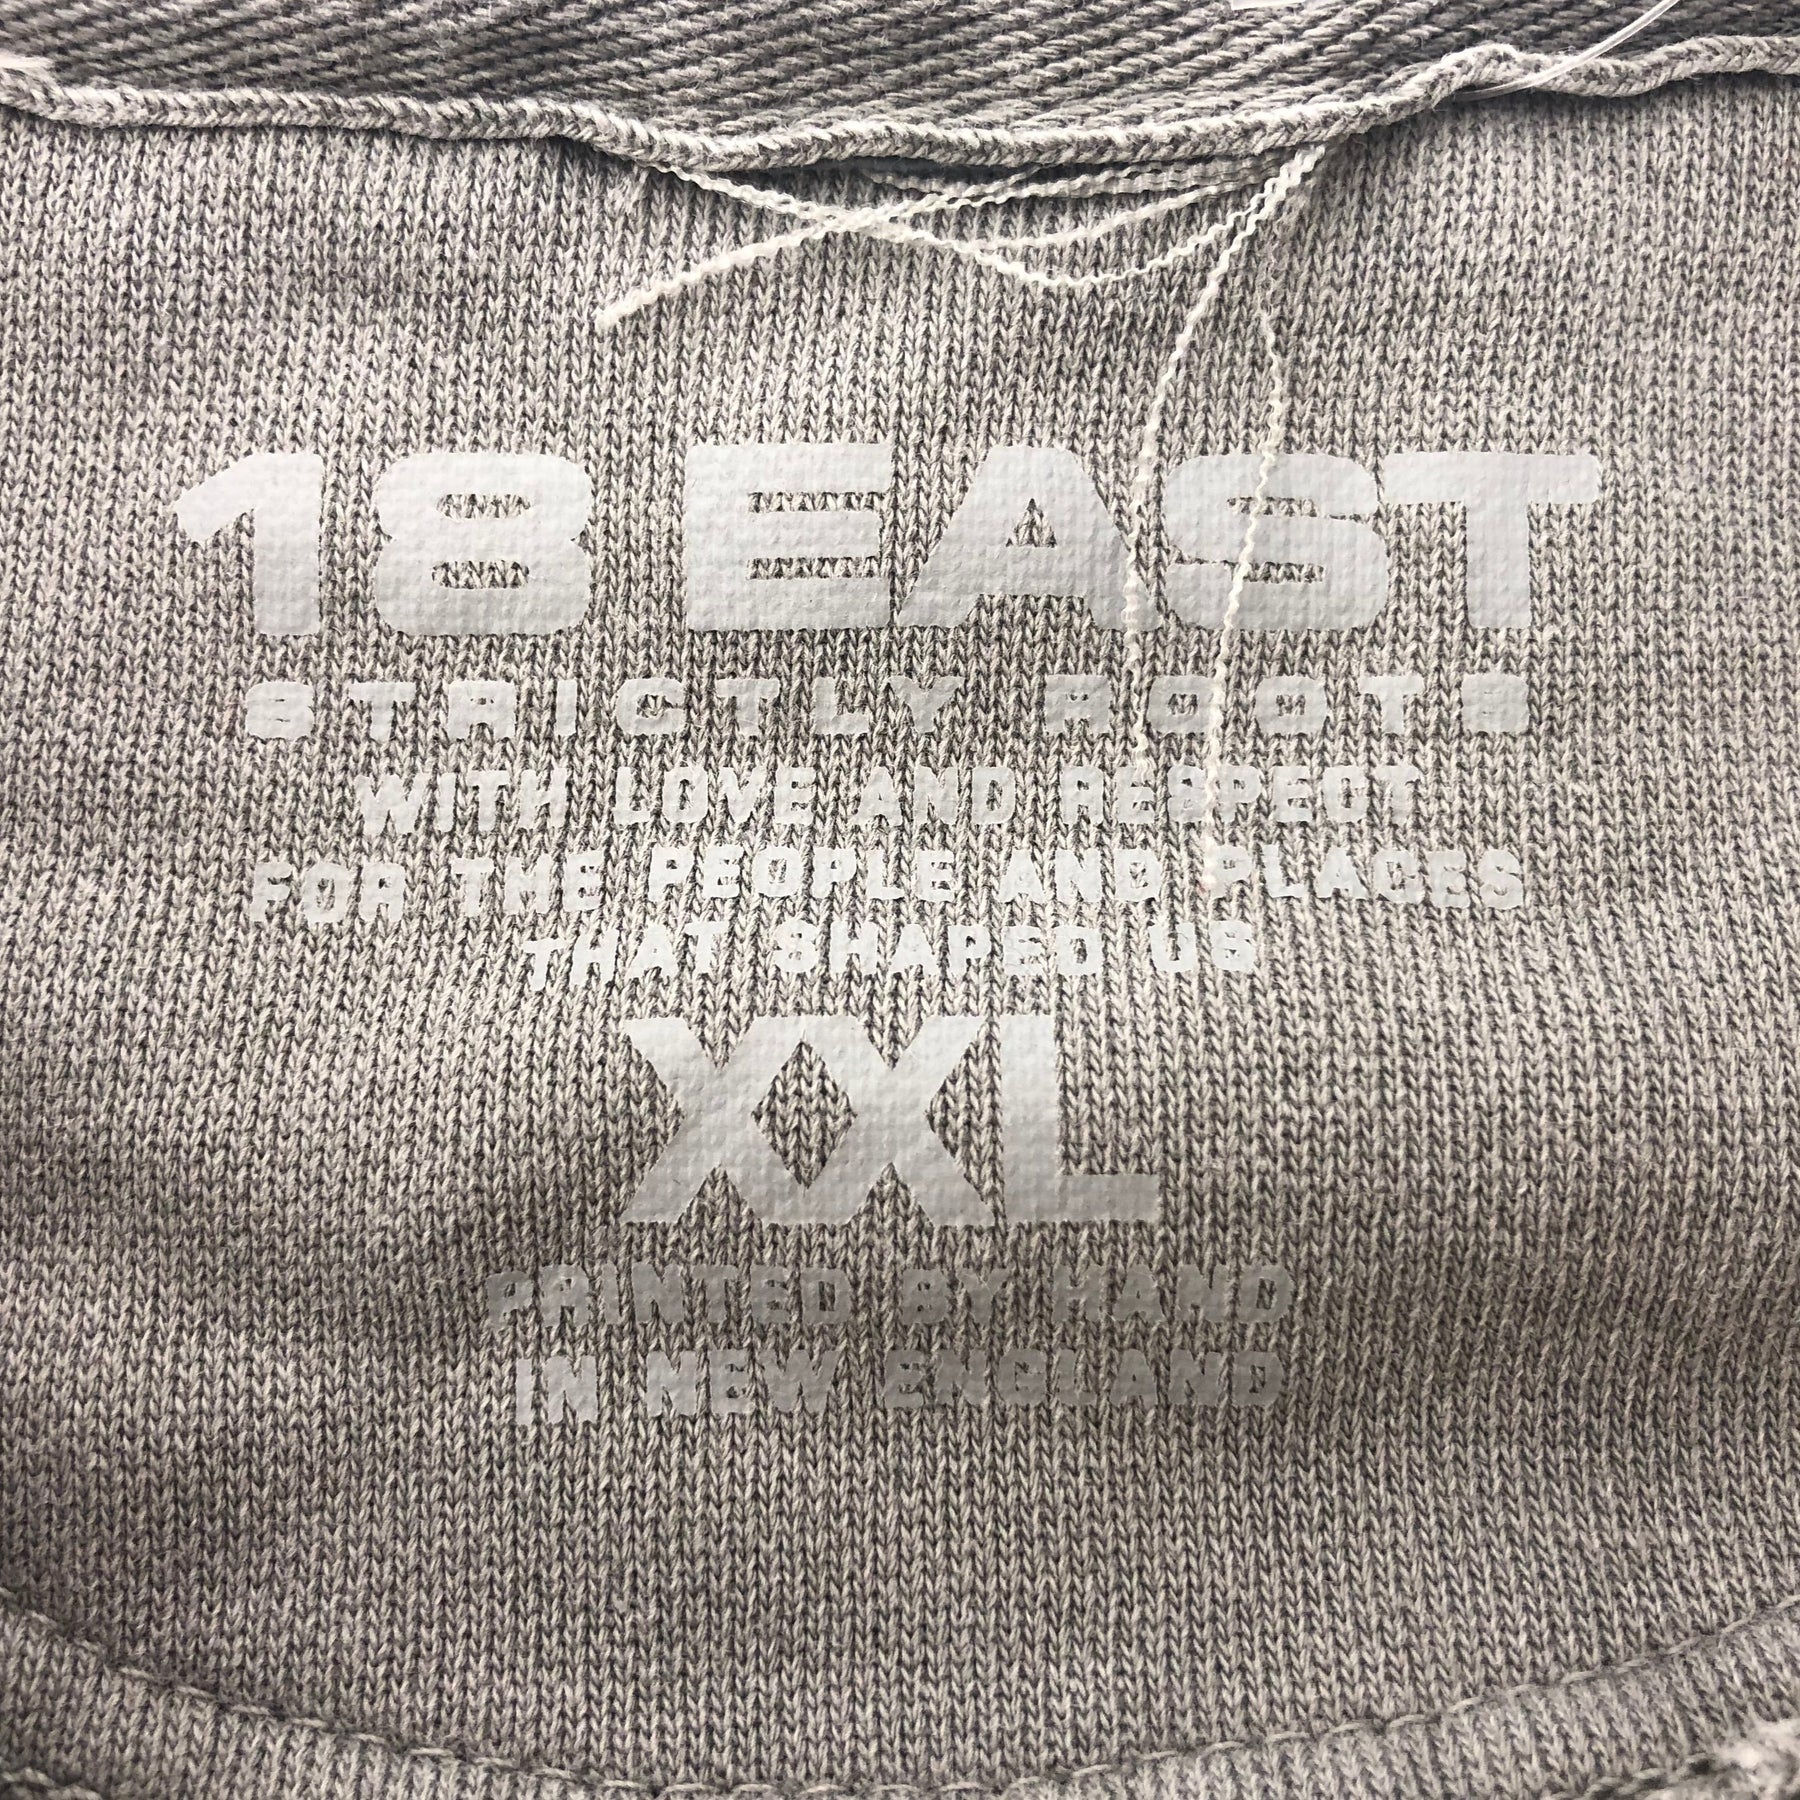 18 EAST
STRICTLY ROOTS
WITH LOVE AND RESPECT
FOR THE PEOPLE AND PLACES
THAT SHAPED US
XXL
PRINTED BY HAND
IN NEW ENGLAND